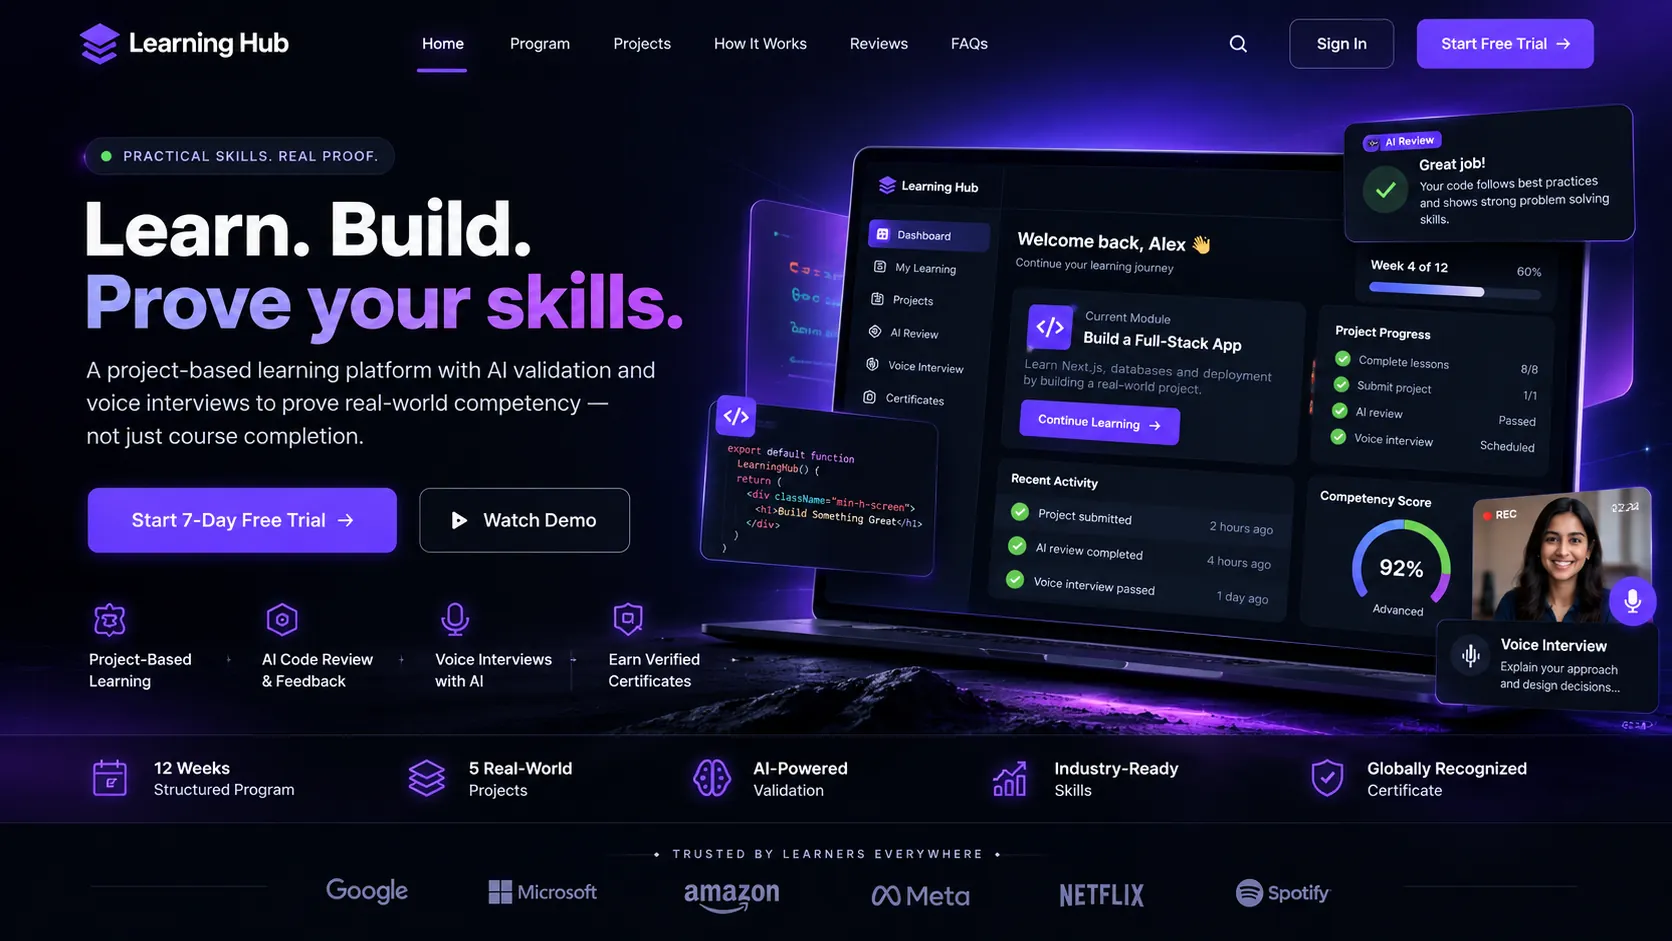 Learning Hub
Home
Program
Projects
How It Works
Reviews
FAQs
Sign In
Start Free Trial →
PRACTICAL SKILLS. REAL PROOF.
Learn. Build.
Prove your skills.
A project-based learning platform with AI validation and
voice interviews to prove real-world competency —
not just course completion.
Start 7-Day Free Trial →
Watch Demo
Project-Based
Learning
AI Code Review
& Feedback
Voice Interviews
with AI
Earn Verified
Certificates
Learning Hub
Dashboard
My Learning
Projects
AI Review
Voice Interview
Certificates
Welcome back, Alex 👋
Continue your learning journey
Current Module
Build a Full-Stack App
Learn Next.js, databases and deployment
by building a real-world project.
Continue Learning →
Recent Activity
Project submitted 2 hours ago
AI review completed 4 hours ago
Voice interview passed 1 day ago
AI Review
Great job!
Your code follows best practices
and shows strong problem solving
skills.
Week 4 of 12 60%
Project Progress
Complete lessons 8/8
Submit project 1/1
AI review Passed
Voice interview Scheduled
Competency Score
92%
Advanced
REC
Voice Interview
Explain your approach
and design decisions...
</>
</>
export default function
LearningHub() {
return (
<div className="min-h-screen">
<h1>Build Something Great</h1>
</div>
)
)
12 Weeks
Structured Program
5 Real-World
Projects
AI-Powered
Validation
Industry-Ready
Skills
Globally Recognized
Certificate
TRUSTED BY LEARNERS EVERYWHERE
Google
Microsoft
amazon
Meta
NETFLIX
Spotify